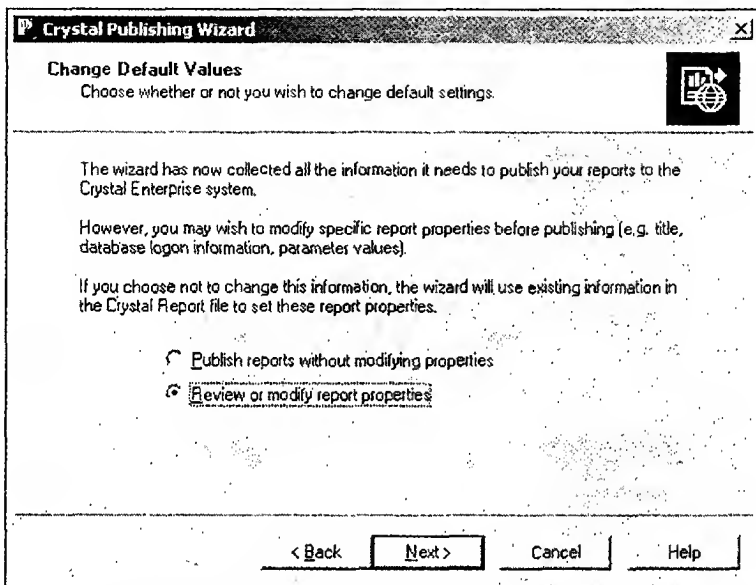 Crystal Publishing Wizard
Change Default Values
Choose whether or not you wish to change default settings.
The wizard has now collected all the information it needs to publish your reports to the
Crystal Enterprise system.
However, you may wish to modify specific report properties before publishing (e.g. title,
database logon information, parameter values).
If you choose not to change this information, the wizard will use existing information in
the Crystal Report file to set these report properties.
Publish reports without modifying properties
Review or modify report properties
< Back Next > Cancel Help